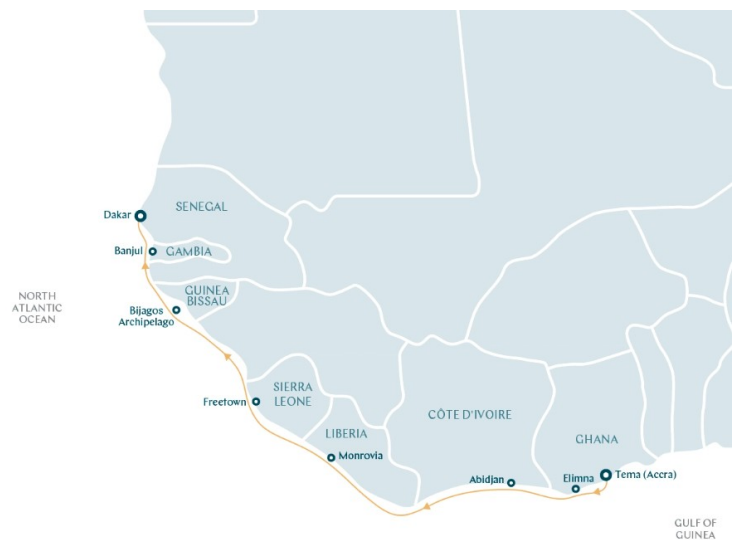 SENEGAL
Dakar
Banjul
GAMBIA
GUINEA
BISSAU
NORTH
ATLANTIC
OCEAN
Bijagos
Archipelago
SIERRA
LEONE
Freetown
LIBERIA
CÔTE D'IVOIRE
GHANA
Monrovia
Abidjan
Elimna
Tema (Accra)
GULF OF
GUINEA